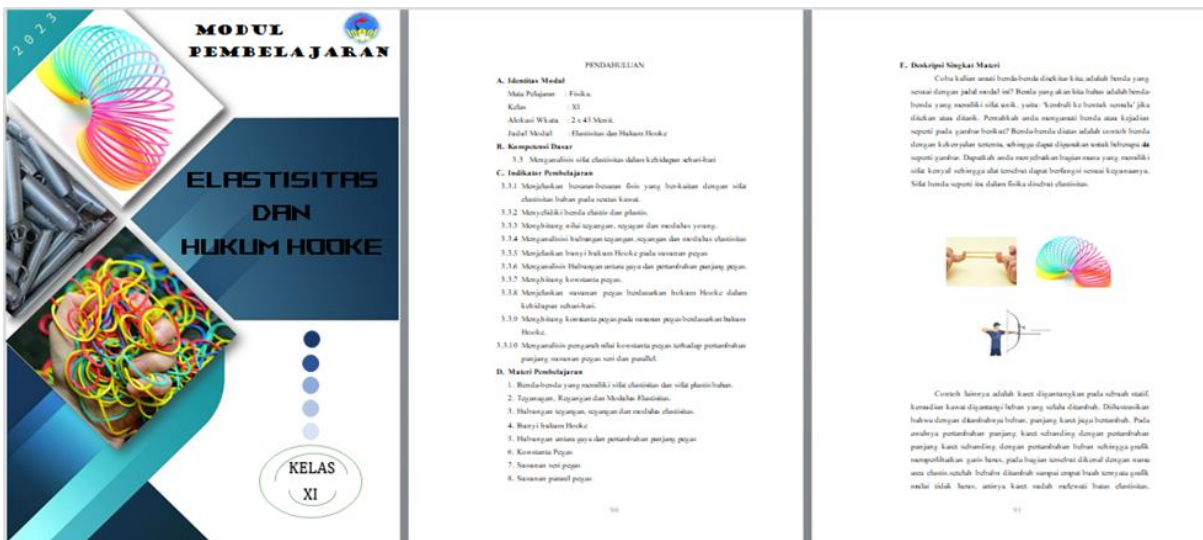 2023
MODUL
PEMBELAJARAN
ELASTISITAS
DAN
HUKUM HOOKE
KELAS
XI
PENDAHULUAN
A. Identitas Modul
Mata Pelajaran : Fisika.
Kelas : XI
Alokasi Wkatu : 2 x 45 Menit.
Judul Modul : Elastisitas dan Hukum Hooke
B. Kompetensi Dasar
3.3 Menganalisis sifat elastisitas dalam kehidupan sehari-hari
C. Indikator Pembelajaran
3.3.1 Menjelaskan besaran-besaran fisis yang berkaitan dengan sifat
elastisitas bahan pada seutas kawat.
3.3.2 Menyelidiki benda elastis dan plastis.
3.3.3 Menghitung nilai tegangan, regangan dan modulus young.
3.3.4 Menganalisisi hubungan tegangan, regangan dan modulus elastisitas
3.3.5 Menjelaskan bunyi hukum Hooke pada susunan pegas
3.3.6 Menganalisis Hubungan antara gaya dan pertambahan panjang pegas.
3.3.7 Menghitung konstanta pegas.
3.3.8 Menjelaskan susunan pegas berdasarkan hukum Hooke dalam
kehidupan sehari-hari.
3.3.9 Menghitung konstanta pegas pada susunan pegas berdasarkan hukum
Hooke.
3.3.10 Menganalisis pengaruh nilai konstanta pegas terhadap pertambahan
panjang susunan pegas seri dan parallel.
D. Materi Pembelajaran
1. Benda-benda yang memiliki sifat elastisitas dan sifat plastis bahan.
2. Tegangan, Regangan dan Modulus Elastisitas.
3. Hubungan tegangan, regangan dan modulus elastisitas.
4. Bunyi hukum Hooke
5. Hubungan antara gaya dan pertambahan panjang pegas
6. Konstanta Pegas
7. Susunan seri pegas
8. Susunan paralel pegas
90
E. Deskripsi Singkat Materi
Coba kalian amati benda-benda disekitar kita, adakah benda yang
sesuai dengan judul modul ini? Benda yang akan kita bahas adalah benda-
benda yang memiliki sifat unik, yaitu: 'kembali ke bentuk semula' jika
ditekan atau ditarik. Pernahkah anda mengamati benda atau kejadian
seperti pada gambar berikut? Benda-benda diatas adalah contoh benda
dengan kekenyalan tertentu, sehingga dapat digunakan untuk beberapa
seperti gambar. Dapatkah anda menyebutkan bagian mana yang memiliki
sifat kenyal sehingga alat tersebut dapat berfungsi sesuai kegunaannya.
Sifat benda seperti itu dalam fisika disebut elastisitas.
Contoh lainnya adalah karet digantungkan pada sebuah statif,
kemudian kawat digantungi beban yang selalu ditambah. Diilustrasikan
bahwa dengan ditambahnya beban, panjang karet juga bertambah. Pada
awalnya pertambahan panjang karet sebanding dengan pertambahan
panjang karet sebanding dengan pertambahan beban sehingga grafik
memperlihatkan garis lurus, pada bagian tersebut dikenal dengan nama
area elastis. setelah ditambah sampai empat buah ternyata grafik
mulai tidak lurus, artinya karet sudah melewati batas elastisitas.
91